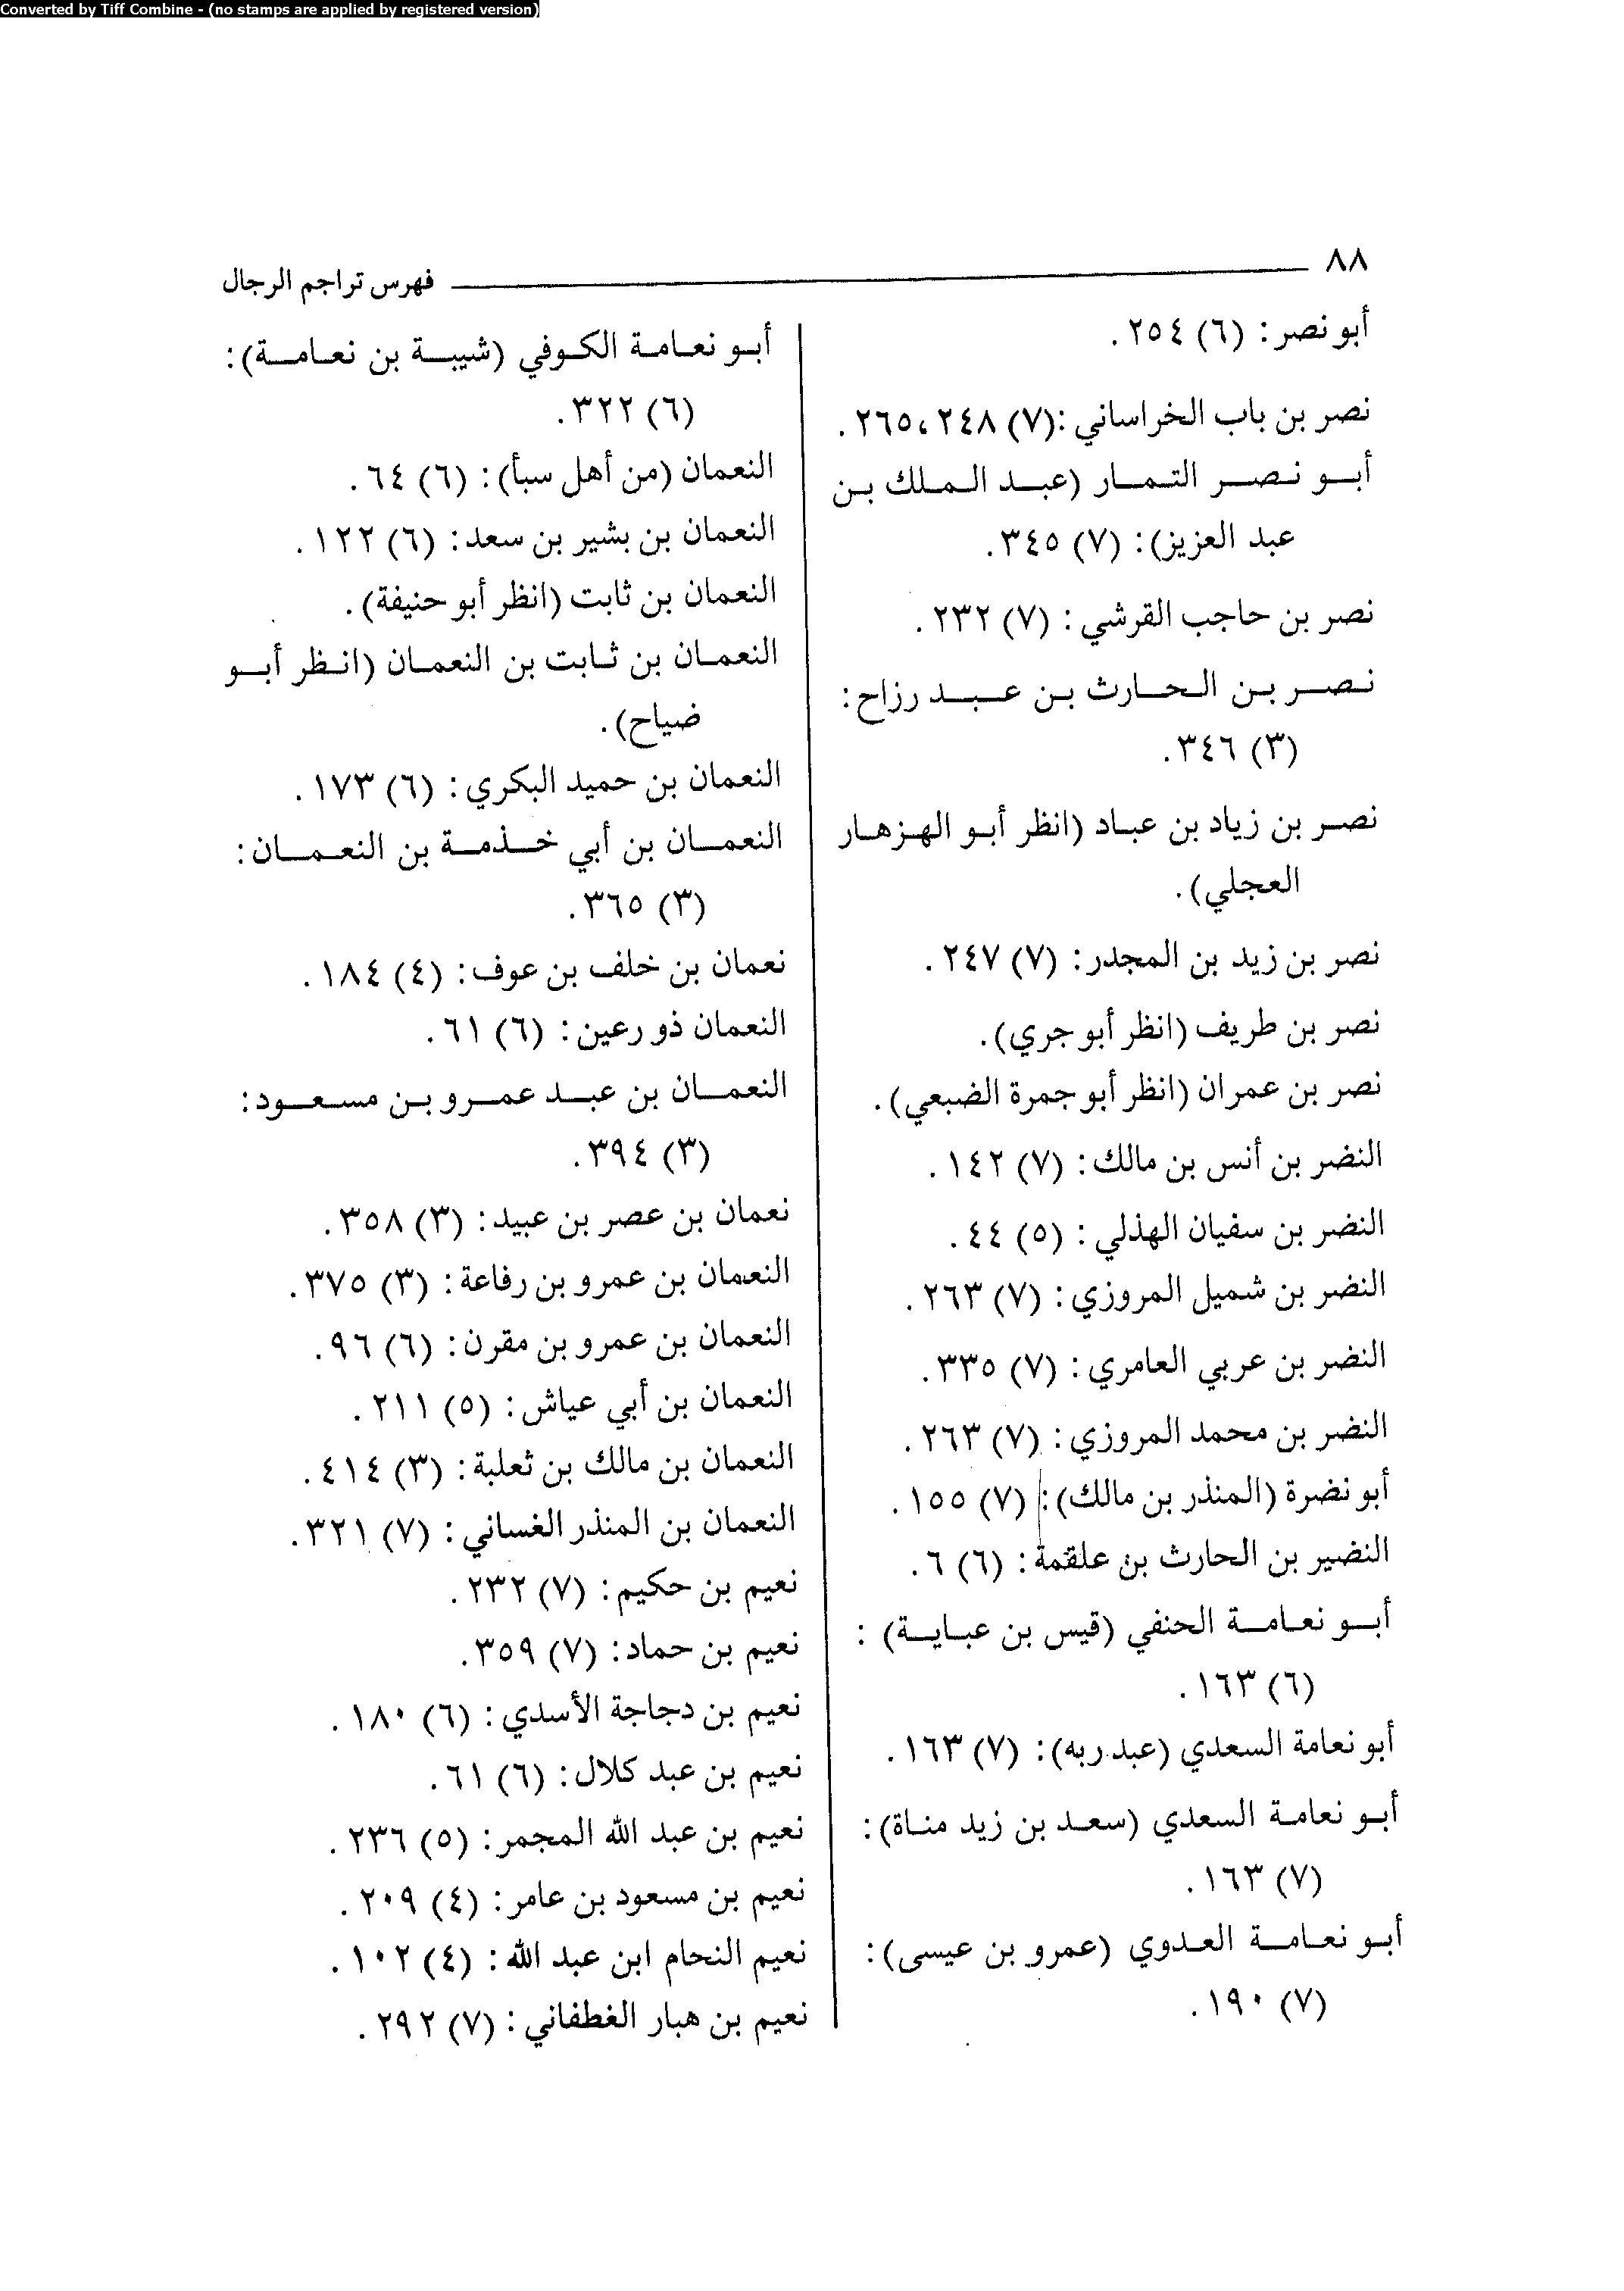 Converted by Tiff Combine - (no stamps are applied by registered version)
٨٨ فهرس تراجم الرجال
أبو نصر: (٦) ٢٥٤.
نصر بن باب الخراساني: (٧) ٢٤٨، ٢٦٥.
أبو نصر التمار (عبد الملك بن
عبد العزيز): (٧) ٣٤٥.
نصر بن حاجب القرشي: (٧) ٢٣٢.
نصر بن الحارث بن عبد رزاح:
(٣) ٣٤٦.
نصر بن زياد بن عباد (انظر أبو الهزهار
العجلي).
نصر بن زيد بن المجدر: (٧) ٢٤٧.
نصر بن طريف (انظر أبو جري).
نصر بن عمران (انظر أبو جمرة الضبعي).
النضر بن أنس بن مالك: (٧) ١٤٢.
النضر بن سفيان الهذلي: (٥) ٤٤.
النضر بن شميل المروزي: (٧) ٢٦٣.
النضر بن عربي العامري: (٧) ٣٣٥.
النضر بن محمد المروزي: (٧) ٢٦٣.
أبو نضرة (المنذر بن مالك): (٧) ١٥٥.
النضير بن الحارث بن علقمة: (٦) ٦.
أبو نعامة الحنفي (قيس بن عباية):
(٦) ١٦٣.
أبو نعامة السعدي (عبد ربه): (٧) ١٦٣.
أبو نعامة السعدي (سعد بن زيد مناة):
(٧) ١٦٣.
أبو نعامة العدوي (عمرو بن عيسى):
(٧) ١٩٠.
أبو نعامة الكوفي (شيبة بن نعامة):
(٦) ٣٢٢.
النعمان (من أهل سبأ): (٦) ٦٤.
النعمان بن بشير بن سعد: (٦) ١٢٢.
النعمان بن ثابت (انظر أبو حنيفة).
النعمان بن ثابت بن النعمان (انظر أبو
ضياح).
النعمان بن حميد البكري: (٦) ١٧٣.
النعمان بن أبي خذمة بن النعمان:
(٣) ٣٦٥.
نعمان بن خلف بن عوف: (٤) ١٨٤.
النعمان ذو رعين: (٦) ٦١.
النعمان بن عبد عمرو بن مسعود:
(٣) ٣٩٤.
نعمان بن عصر بن عبيد: (٣) ٣٥٨.
النعمان بن عمرو بن رفاعة: (٣) ٣٧٥.
النعمان بن عمرو بن مقرن: (٦) ٩٦.
النعمان بن أبي عياش: (٥) ٢١١.
النعمان بن مالك بن ثعلبة: (٣) ٤١٤.
النعمان بن المنذر الغساني: (٧) ٣٢١.
نعيم بن حكيم: (٧) ٢٣٢.
نعيم بن حماد: (٧) ٣٥٩.
نعيم بن دجاجة الأسدي: (٦) ١٨٠.
نعيم بن عبد كلال: (٦) ٦١.
نعيم بن عبد الله المجمر: (٥) ٢٣٦.
نعيم بن مسعود بن عامر: (٤) ٢٠٩.
نعيم النحام ابن عبد الله: (٤) ١٠٢.
نعيم بن هبار الغطفاني: (٧) ٢٩٢.